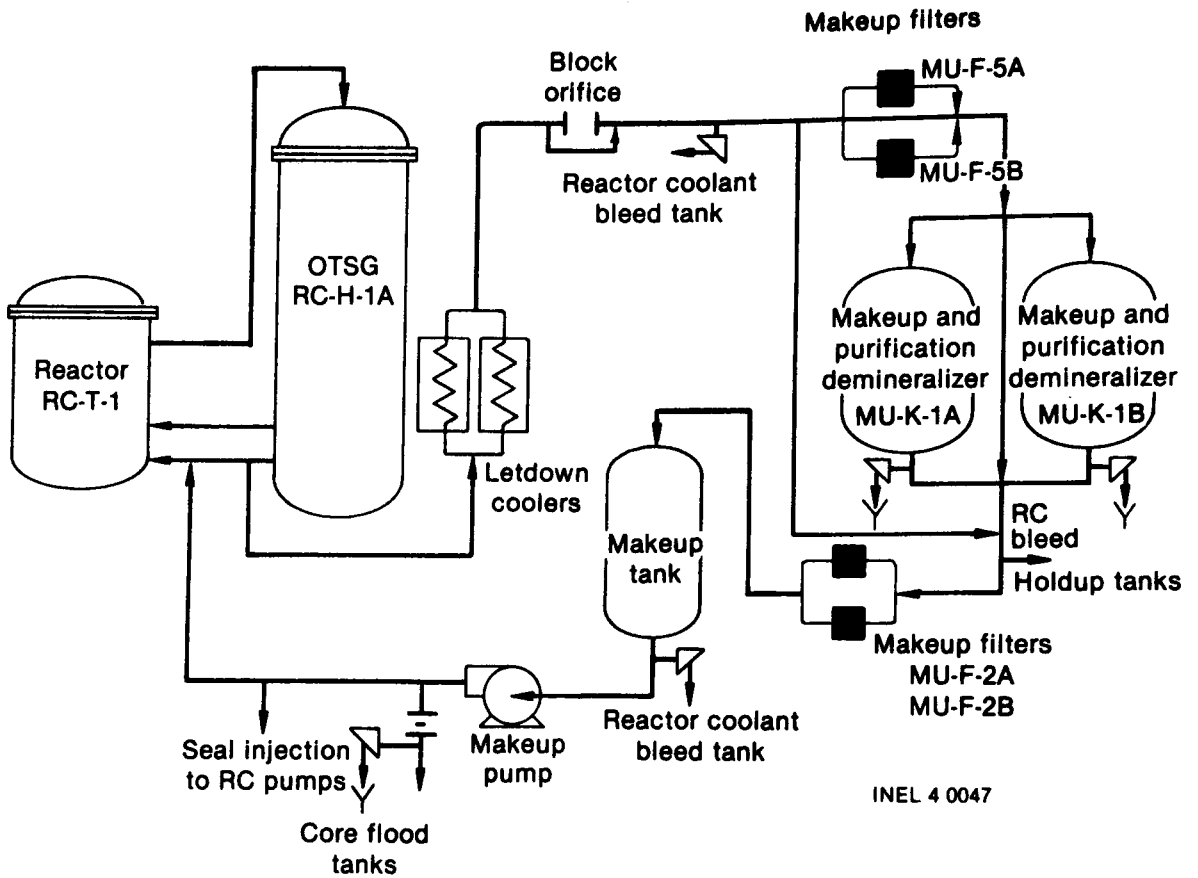 Makeup filters
MU-F-5A
MU-F-5B
Block
orifice
Reactor coolant
bleed tank
OTSG
RC-H-1A
Reactor
RC-T-1
Letdown
coolers
Makeup and
purification
demineralizer
MU-K-1A
Makeup and
purification
demineralizer
MU-K-1B
RC
bleed
Holdup tanks
Makeup
tank
Makeup filters
MU-F-2A
MU-F-2B
Reactor coolant
bleed tank
Makeup
pump
Seal injection
to RC pumps
Core flood
tanks
INEL 4 0047